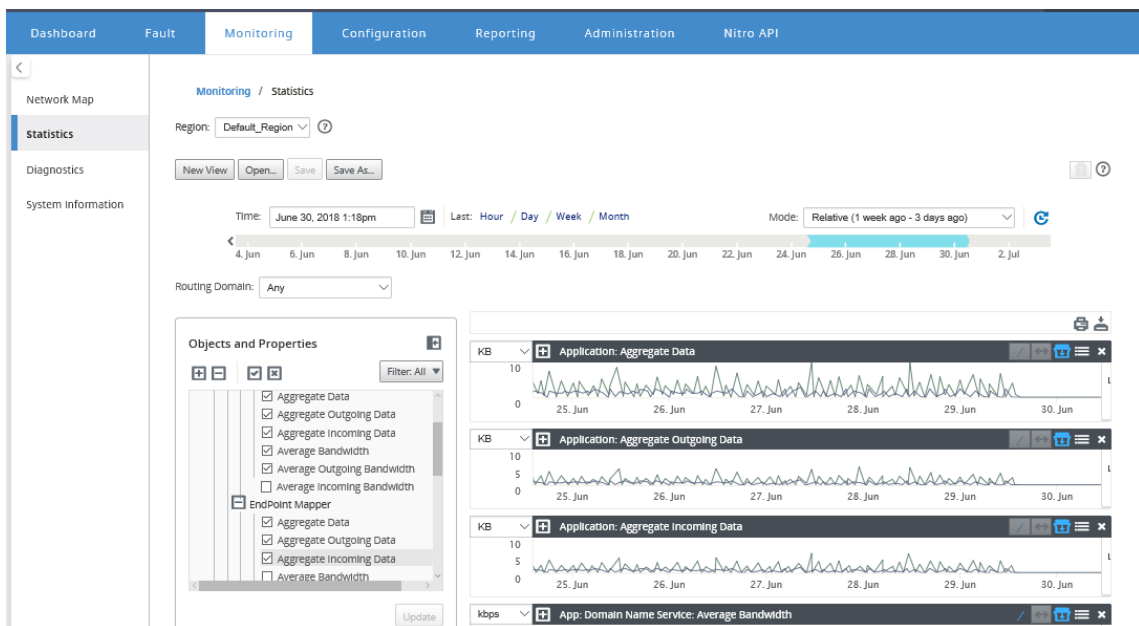 Dashboard Fault Monitoring Configuration Reporting Administration Nitro API
Network Map
Statistics
Diagnostics
System Information
Monitoring / Statistics
Region: Default_Region
New View Open... Save Save As...
Time: June 30, 2018 1:18pm Last: Hour / Day / Week / Month Mode: Relative (1 week ago - 3 days ago)
4. Jun 6. Jun 8. Jun 10. Jun 12. Jun 14. Jun 16. Jun 18. Jun 20. Jun 22. Jun 24. Jun 26. Jun 28. Jun 30. Jun 2. Jul
Routing Domain: Any
Objects and Properties
Filter: All
Aggregate Data
Aggregate Outgoing Data
Aggregate Incoming Data
Average Bandwidth
Average Outgoing Bandwidth
Average Incoming Bandwidth
EndPoint Mapper
Aggregate Data
Aggregate Outgoing Data
Aggregate Incoming Data
Average Bandwidth
Update
KB Application: Aggregate Data
10
0
25. Jun 26. Jun 27. Jun 28. Jun 29. Jun 30. Jun
KB Application: Aggregate Outgoing Data
10
5
0
25. Jun 26. Jun 27. Jun 28. Jun 29. Jun 30. Jun
KB Application: Aggregate Incoming Data
10
5
0
25. Jun 26. Jun 27. Jun 28. Jun 29. Jun 30. Jun
kbps App: Domain Name Service: Average Bandwidth